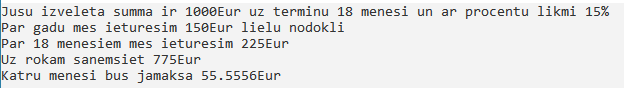 Jusu izveleta summa ir 1000Eur uz terminu 18 menesi un ar procentu likmi 15%
Par gadu mes ieturesim 150Eur lielu nodokli
Par 18 menesiem mes ieturesim 225Eur
Uz rokam sanemsiet 775Eur
Katru menesi bus jamaksa 55.5556Eur